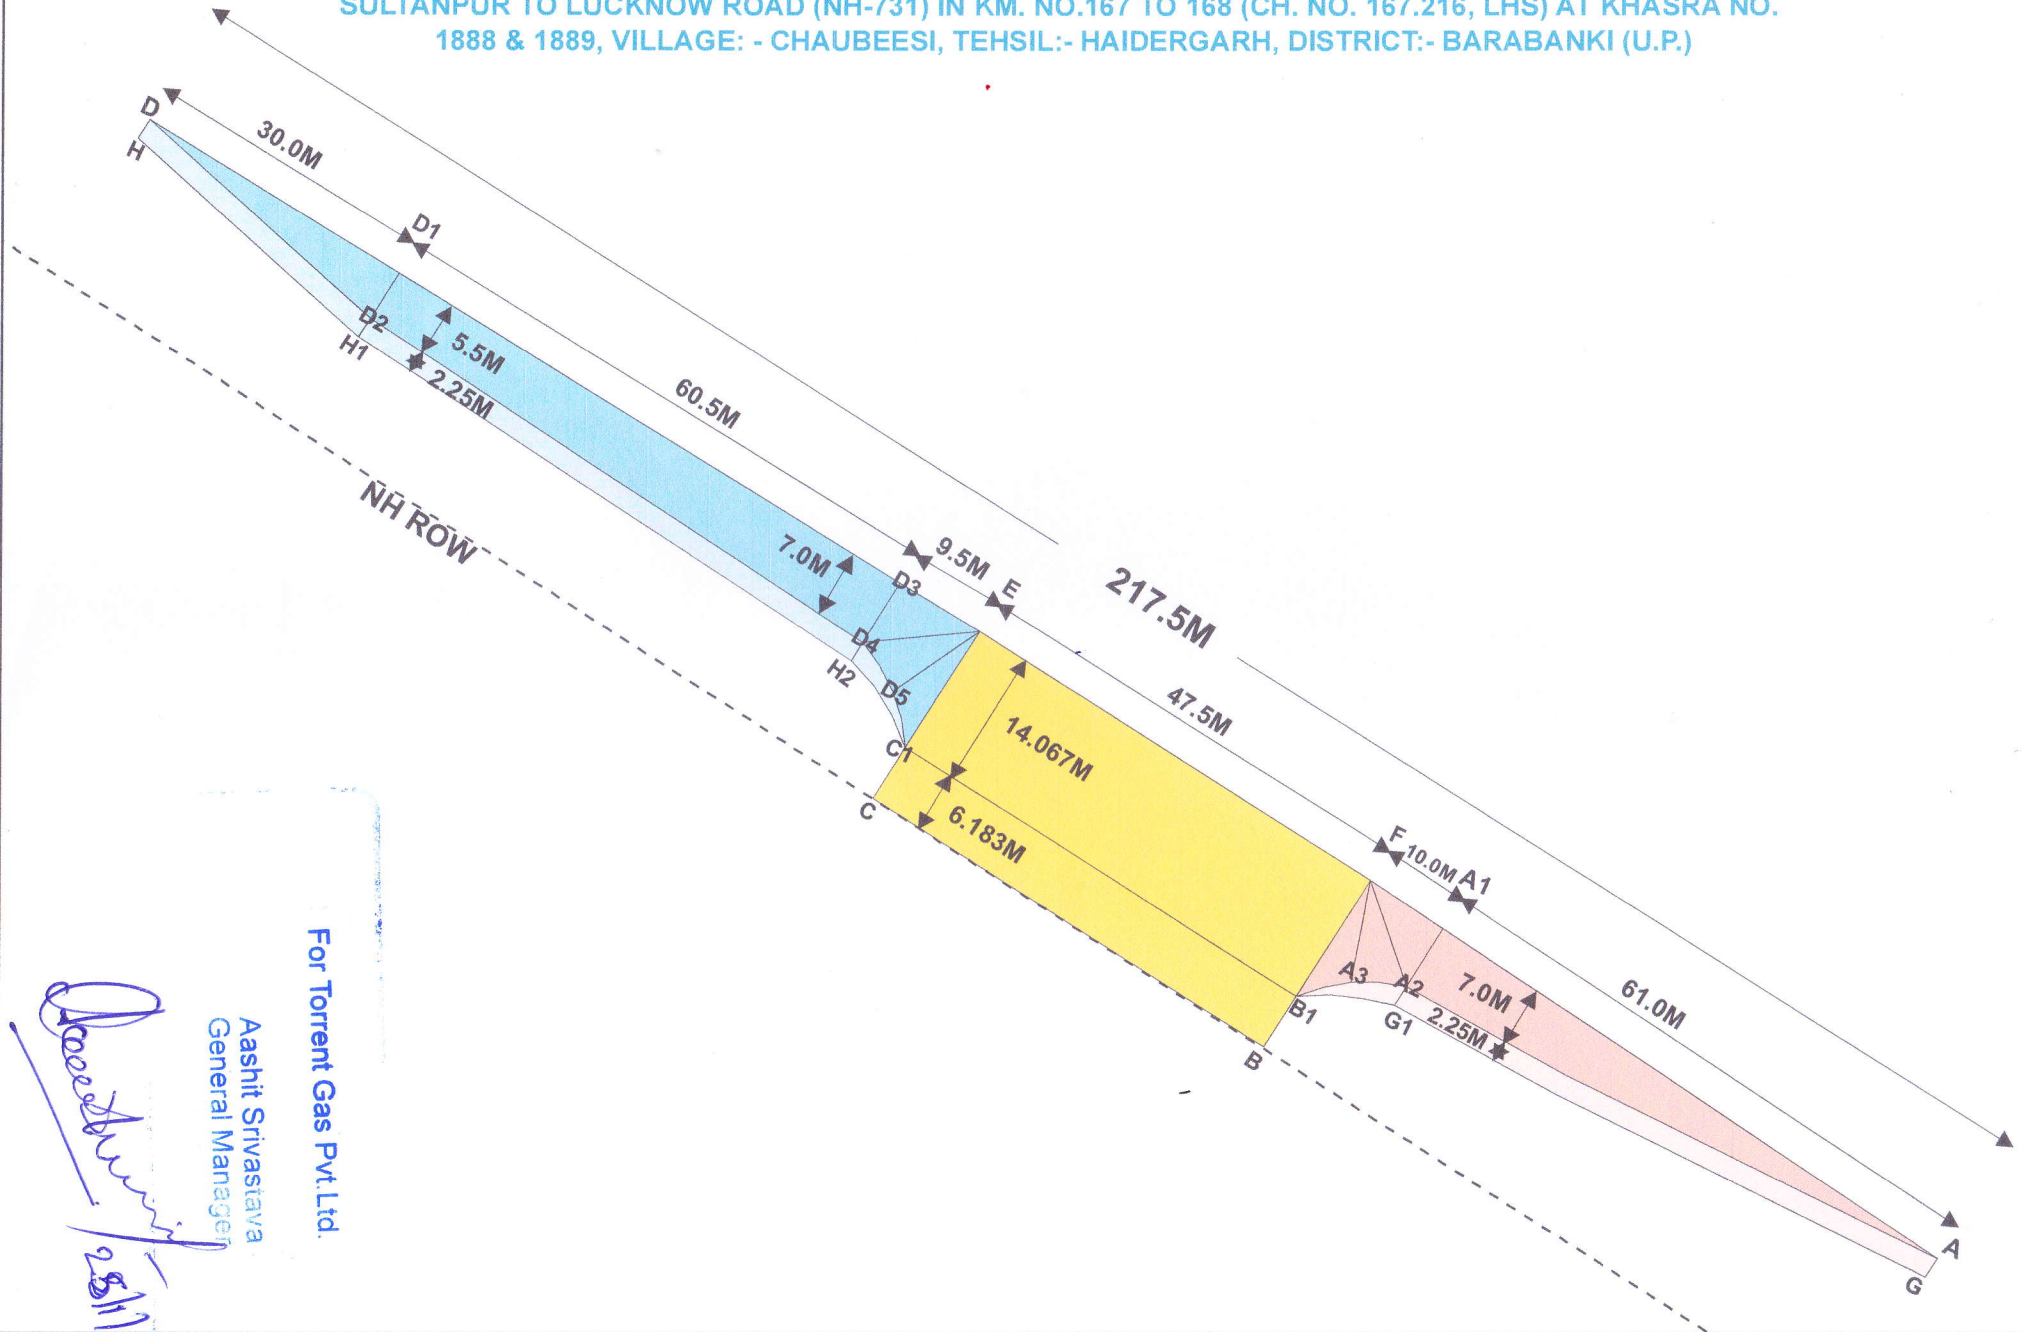 SULTANPUR TO LUCKNOW ROAD (NH-731) IN KM. NO.167 TO 168 (CH. NO. 167.216, LHS) AT KHASRA NO.
1888 & 1889, VILLAGE: - CHAUBEESI, TEHSIL:- HAIDERGARH, DISTRICT:- BARABANKI (U.P.)
D
H
30.0M
D1
D2
H1
5.5M
2.25M
60.5M
NH ROW
7.0M
D3
9.5M
E
D4
H2
D5
C1
C
217.5M
47.5M
14.067M
6.183M
F
10.0M
A1
A3
A2
B1
G1
B
7.0M
2.25M
61.0M
A
G
For Torrent Gas Pvt.Ltd.
Aashit Srivastava
General Manager
28/11